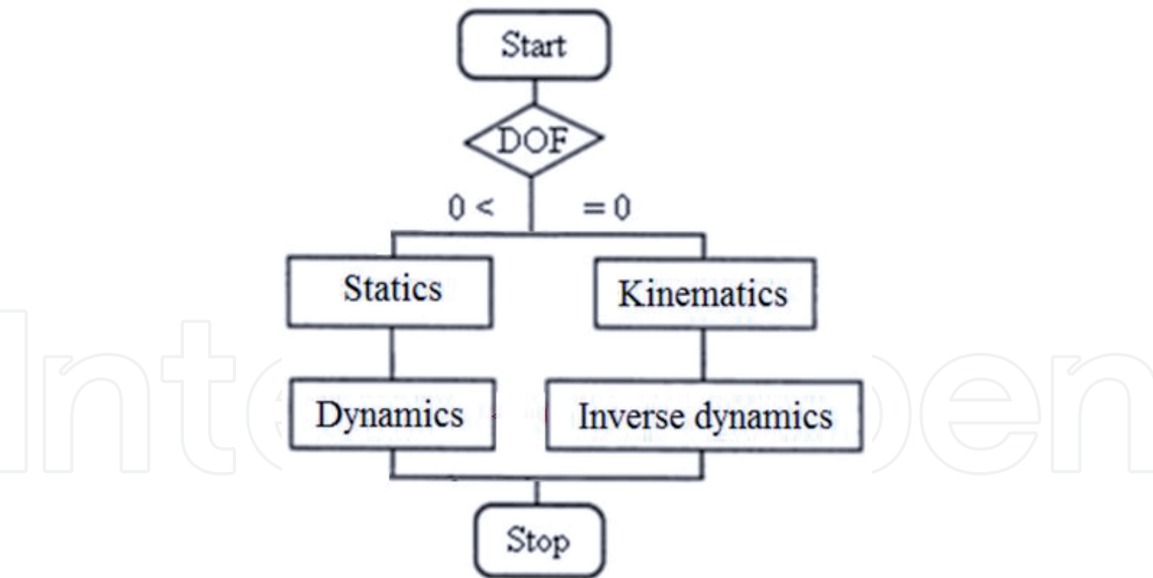 Start
DOF
0 <
= 0
Statics
Kinematics
Dynamics
Inverse dynamics
Stop